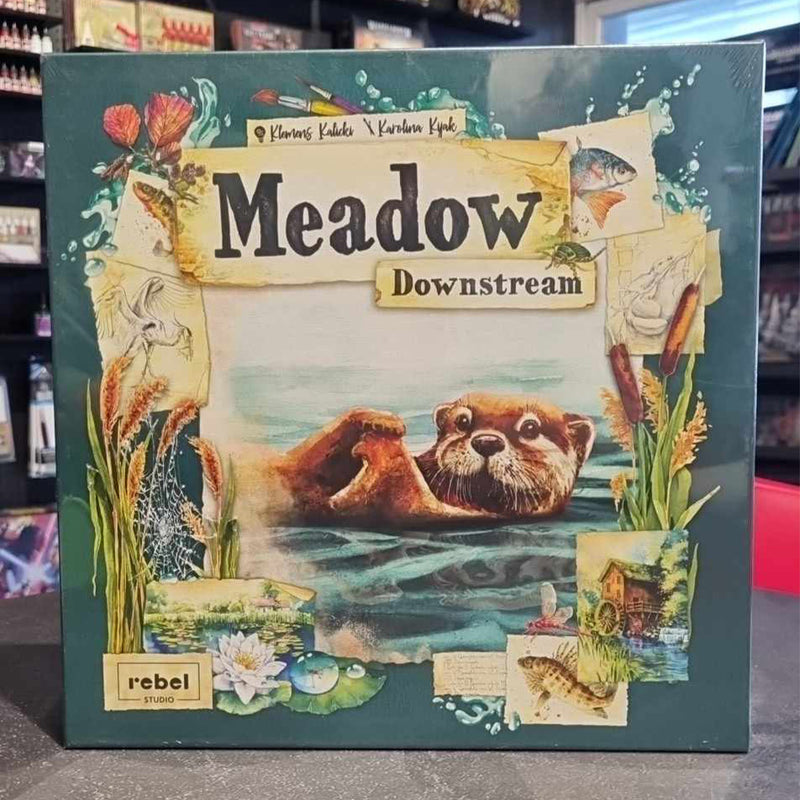 Klemens Kalicki Karolina Kijak
Meadow
Downstream
rebel
STUDIO